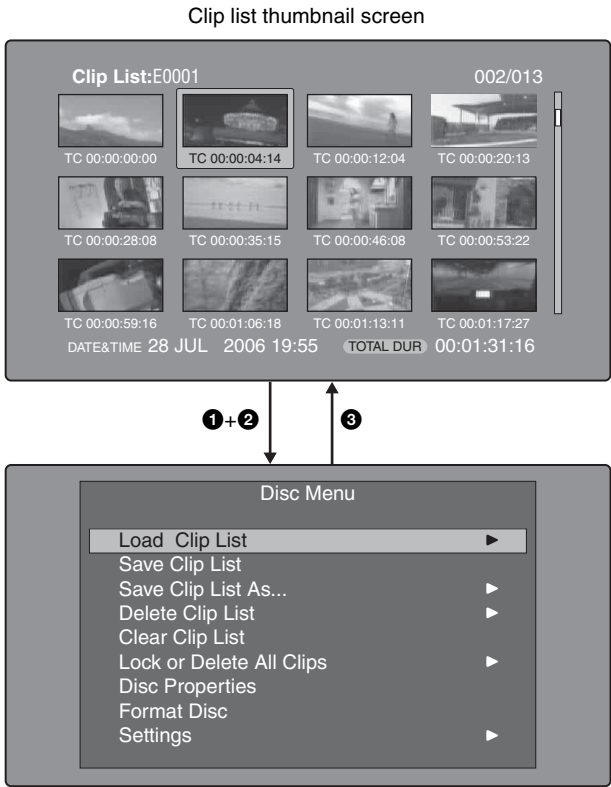 Clip list thumbnail screen
Clip List:E0001 002/013
TC 00:00:00:00 TC 00:00:04:14 TC 00:00:12:04 TC 00:00:20:13
TC 00:00:28:08 TC 00:00:35:15 TC 00:00:46:08 TC 00:00:53:22
TC 00:00:59:16 TC 00:01:06:18 TC 00:01:13:11 TC 00:01:17:27
DATE&TIME 28 JUL 2006 19:55 TOTAL DUR 00:01:31:16
❶+❷ ❸
Disc Menu
Load Clip List ▶
Save Clip List
Save Clip List As... ▶
Delete Clip List ▶
Clear Clip List
Lock or Delete All Clips ▶
Disc Properties
Format Disc
Settings ▶